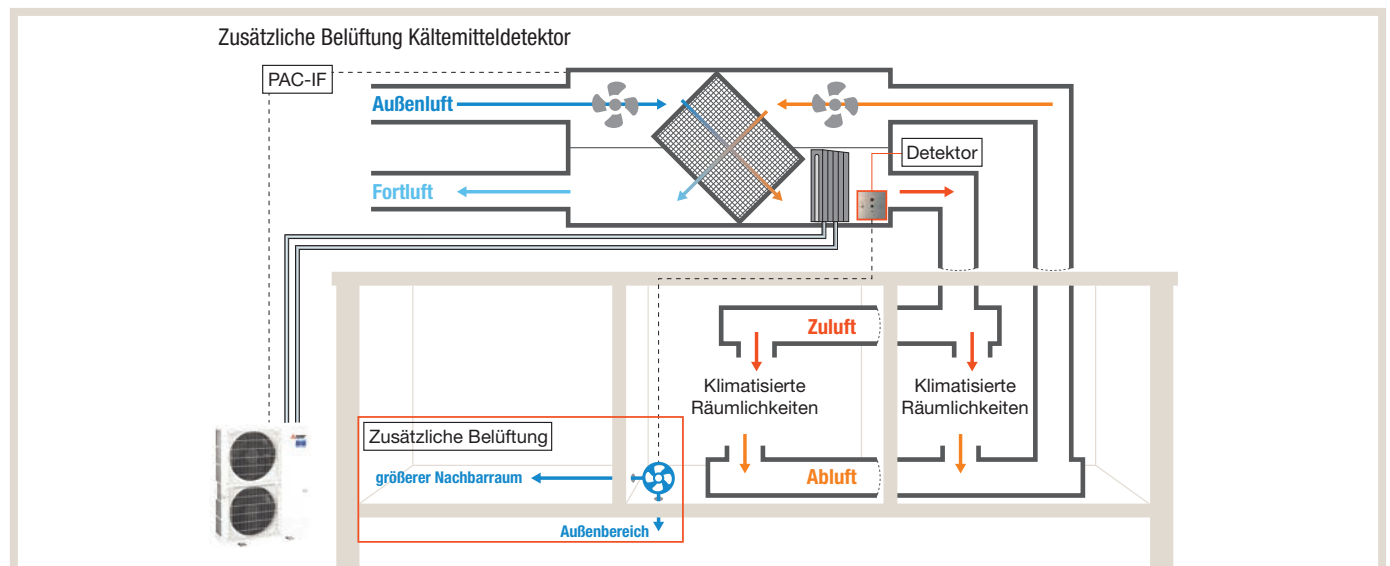 Zusätzliche Belüftung Kältemitteldetektor
PAC-IF
Außenluft
Detektor
Fortluft
Zuluft
Klimatisierte
Räumlichkeiten
Klimatisierte
Räumlichkeiten
Zusätzliche Belüftung
größerer Nachbarraum
Abluft
Außenbereich